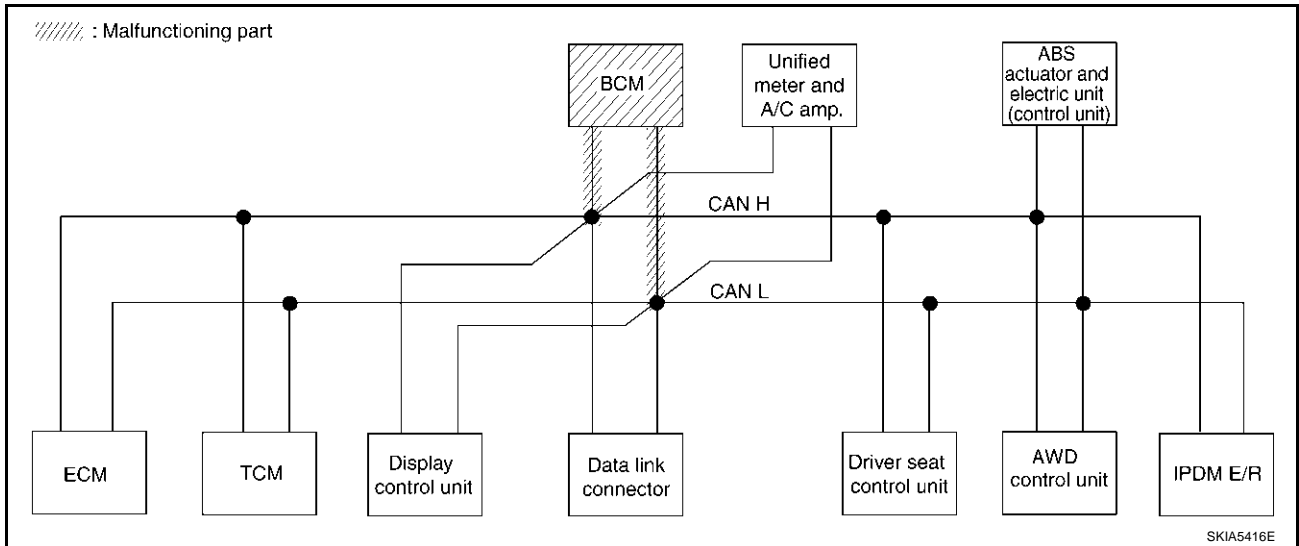 : Malfunctioning part
BCM
Unified
meter and
A/C amp.
ABS
actuator and
electric unit
(control unit)
CAN H
CAN L
ECM
TCM
Display
control unit
Data link
connector
Driver seat
control unit
AWD
control unit
IPDM E/R
SKIA5416E